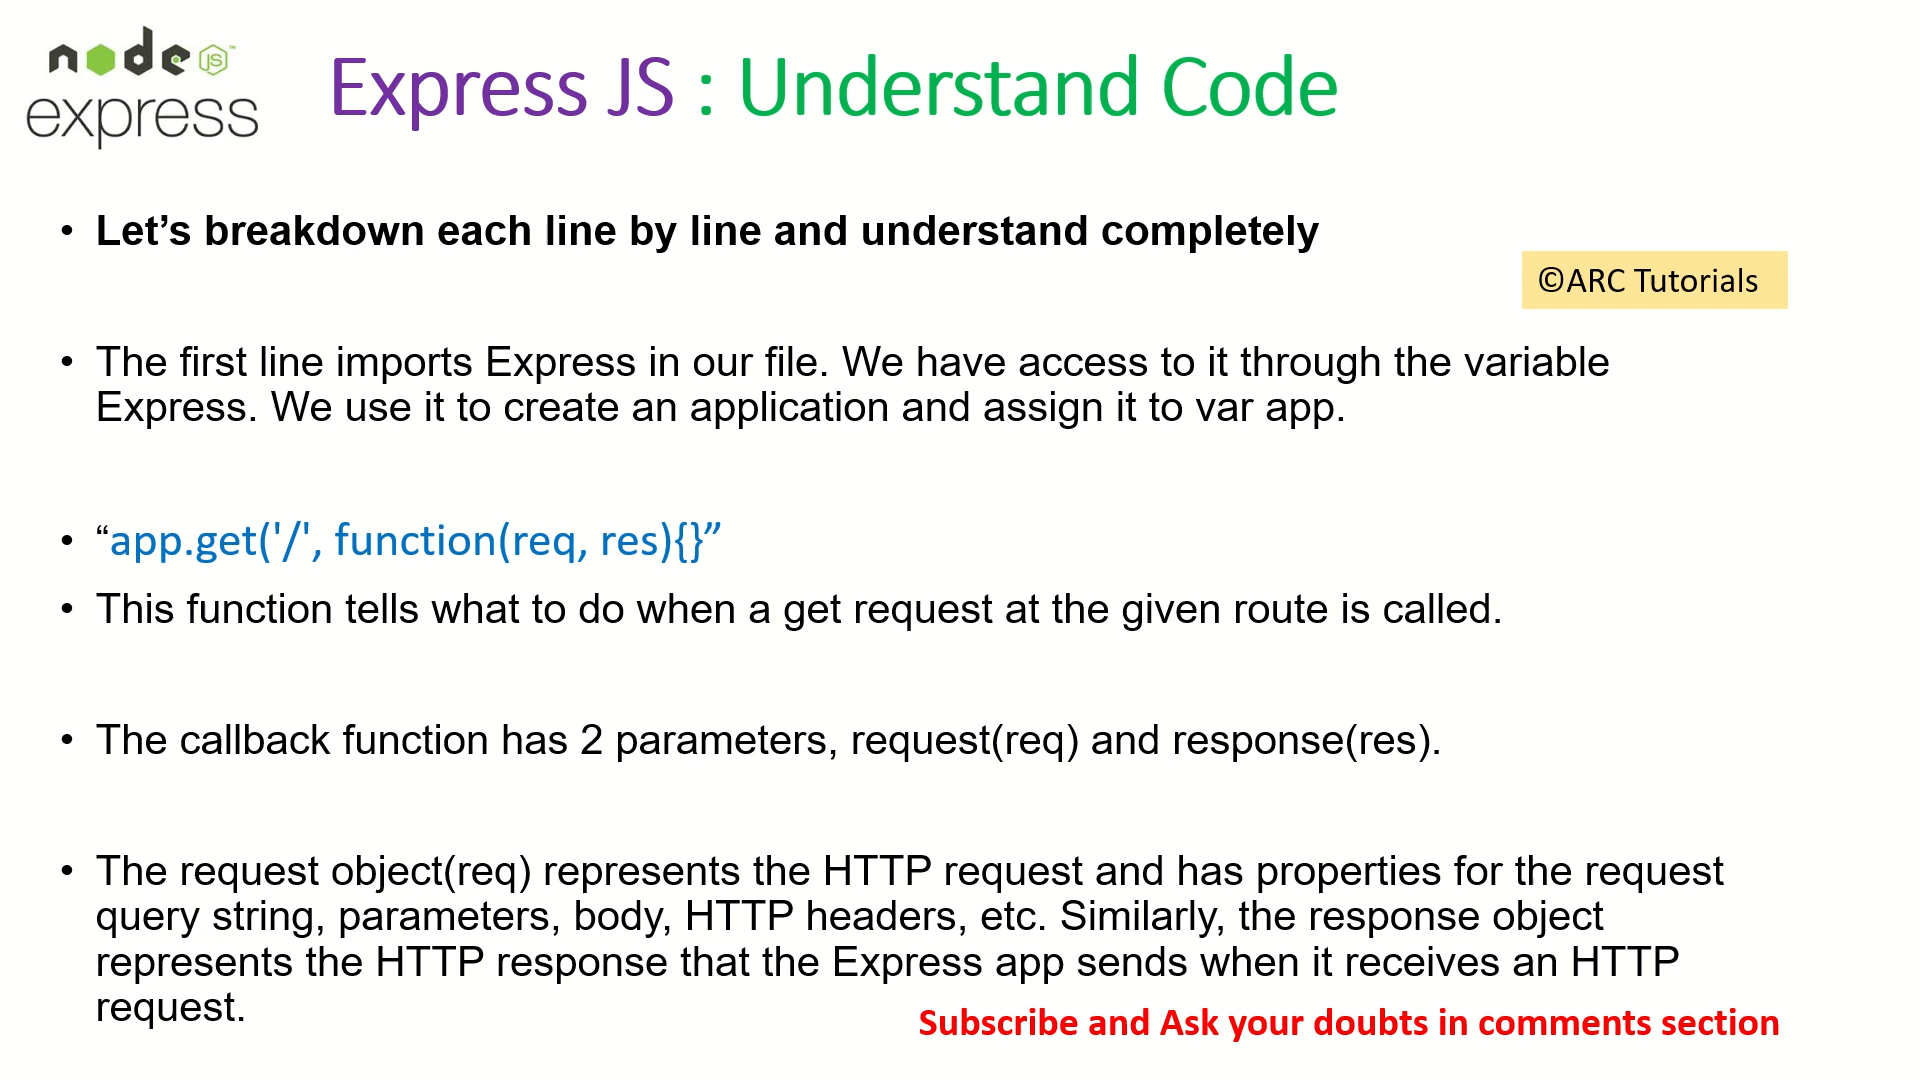 node JS ™
express
Express JS : Understand Code
• Let’s breakdown each line by line and understand completely
©ARC Tutorials
• The first line imports Express in our file. We have access to it through the variable
Express. We use it to create an application and assign it to var app.
• “app.get('/', function(req, res){}”
• This function tells what to do when a get request at the given route is called.
• The callback function has 2 parameters, request(req) and response(res).
• The request object(req) represents the HTTP request and has properties for the request
query string, parameters, body, HTTP headers, etc. Similarly, the response object
represents the HTTP response that the Express app sends when it receives an HTTP
request.
Subscribe and Ask your doubts in comments section